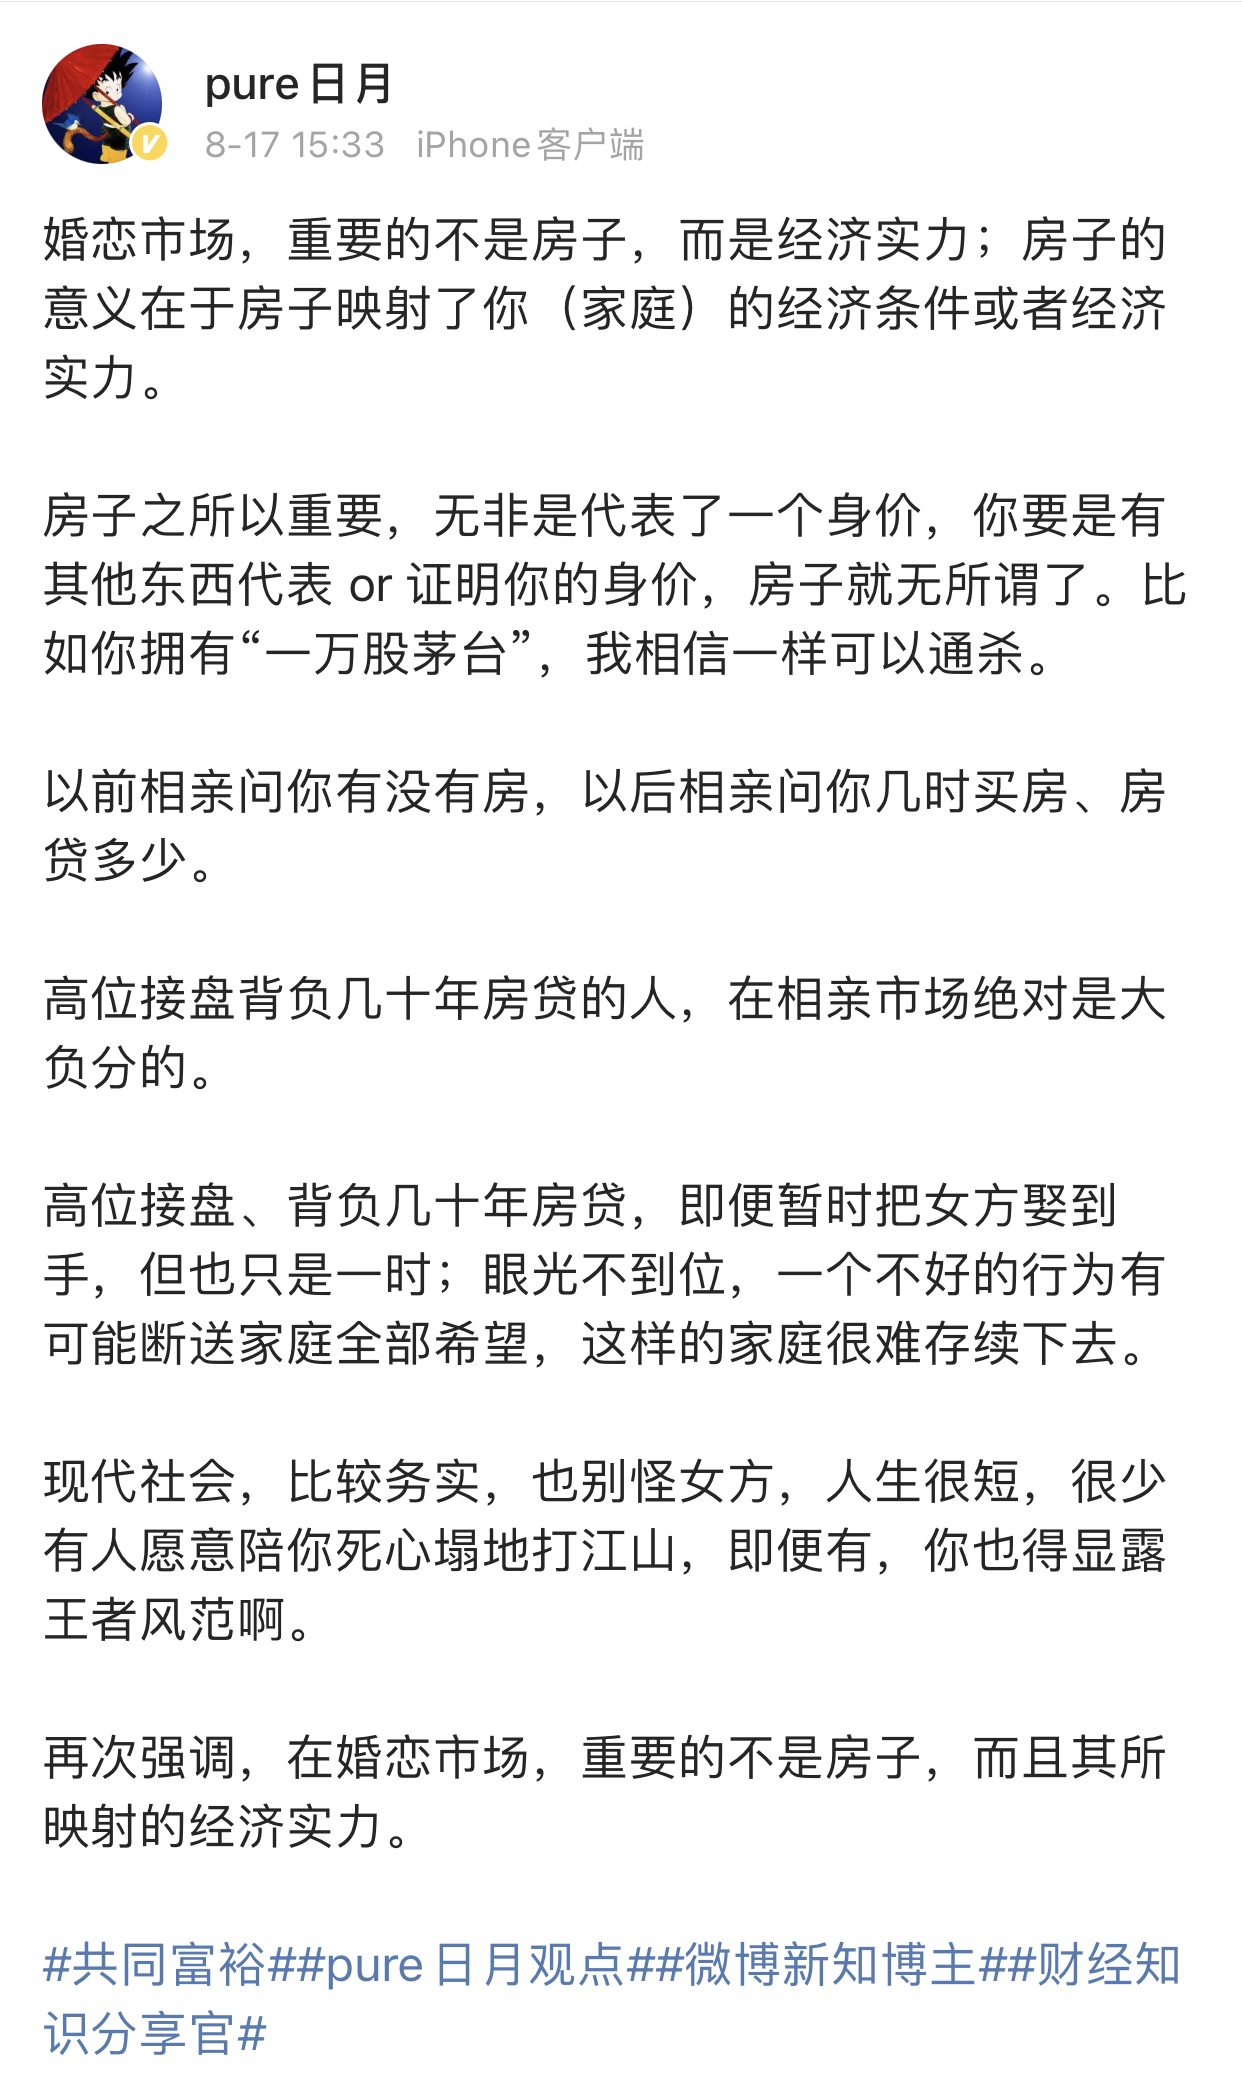 pure日月
8-17 15:33 iPhone客户端
婚恋市场，重要的不是房子，而是经济实力；房子的
意义在于房子映射了你（家庭）的经济条件或者经济
实力。
房子之所以重要，无非是代表了一个身价，你要是有
其他东西代表 or 证明你的身价，房子就无所谓了。比
如你拥有“一万股茅台”，我相信一样可以通杀。
以前相亲问你有没有房，以后相亲问你几时买房、房
贷多少。
高位接盘背负几十年房贷的人，在相亲市场绝对是大
负分的。
高位接盘、背负几十年房贷，即便暂时把女方娶到
手，但也只是一时；眼光不到位，一个不好的行为有
可能断送家庭全部希望，这样的家庭很难存续下去。
现代社会，比较务实，也别怪女方，人生很短，很少
有人愿意陪你死心塌地打江山，即便有，你也得显露
王者风范啊。
再次强调，在婚恋市场，重要的不是房子，而且其所
映射的经济实力。
#共同富裕##pure日月观点##微博新知博主##财经知
识分享官#